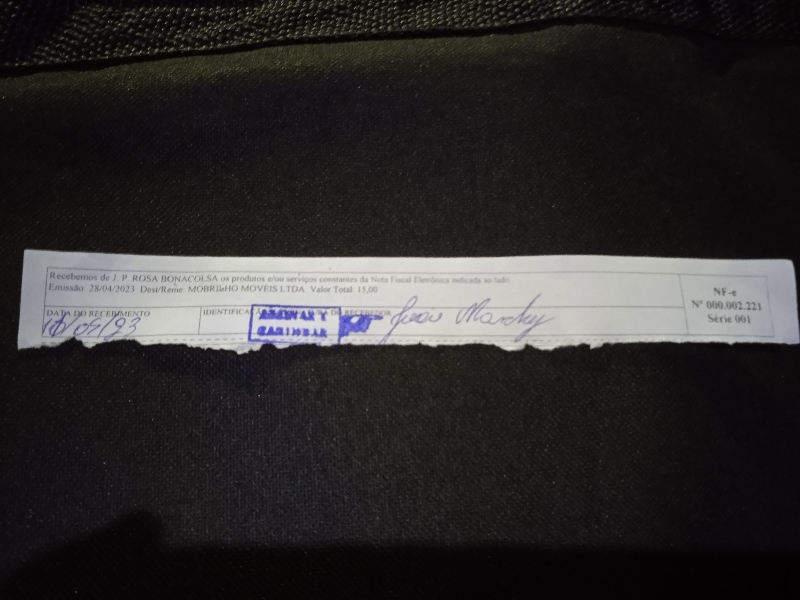 Recebemos de J. P. ROSA BONACOLSA os produtos e/ou serviços constantes da Nota Fiscal Eletrônica indicada ao lado
Emissão: 28/04/2023 Dest/Reme: MOBRILHO MOVEIS LTDA Valor Total: 15,00
DATA DO RECEBIMENTO
IDENTIFICAÇÃO RECEBEDOR
CARIMBAR
NF-e
Nº 000.002.221
Série 001